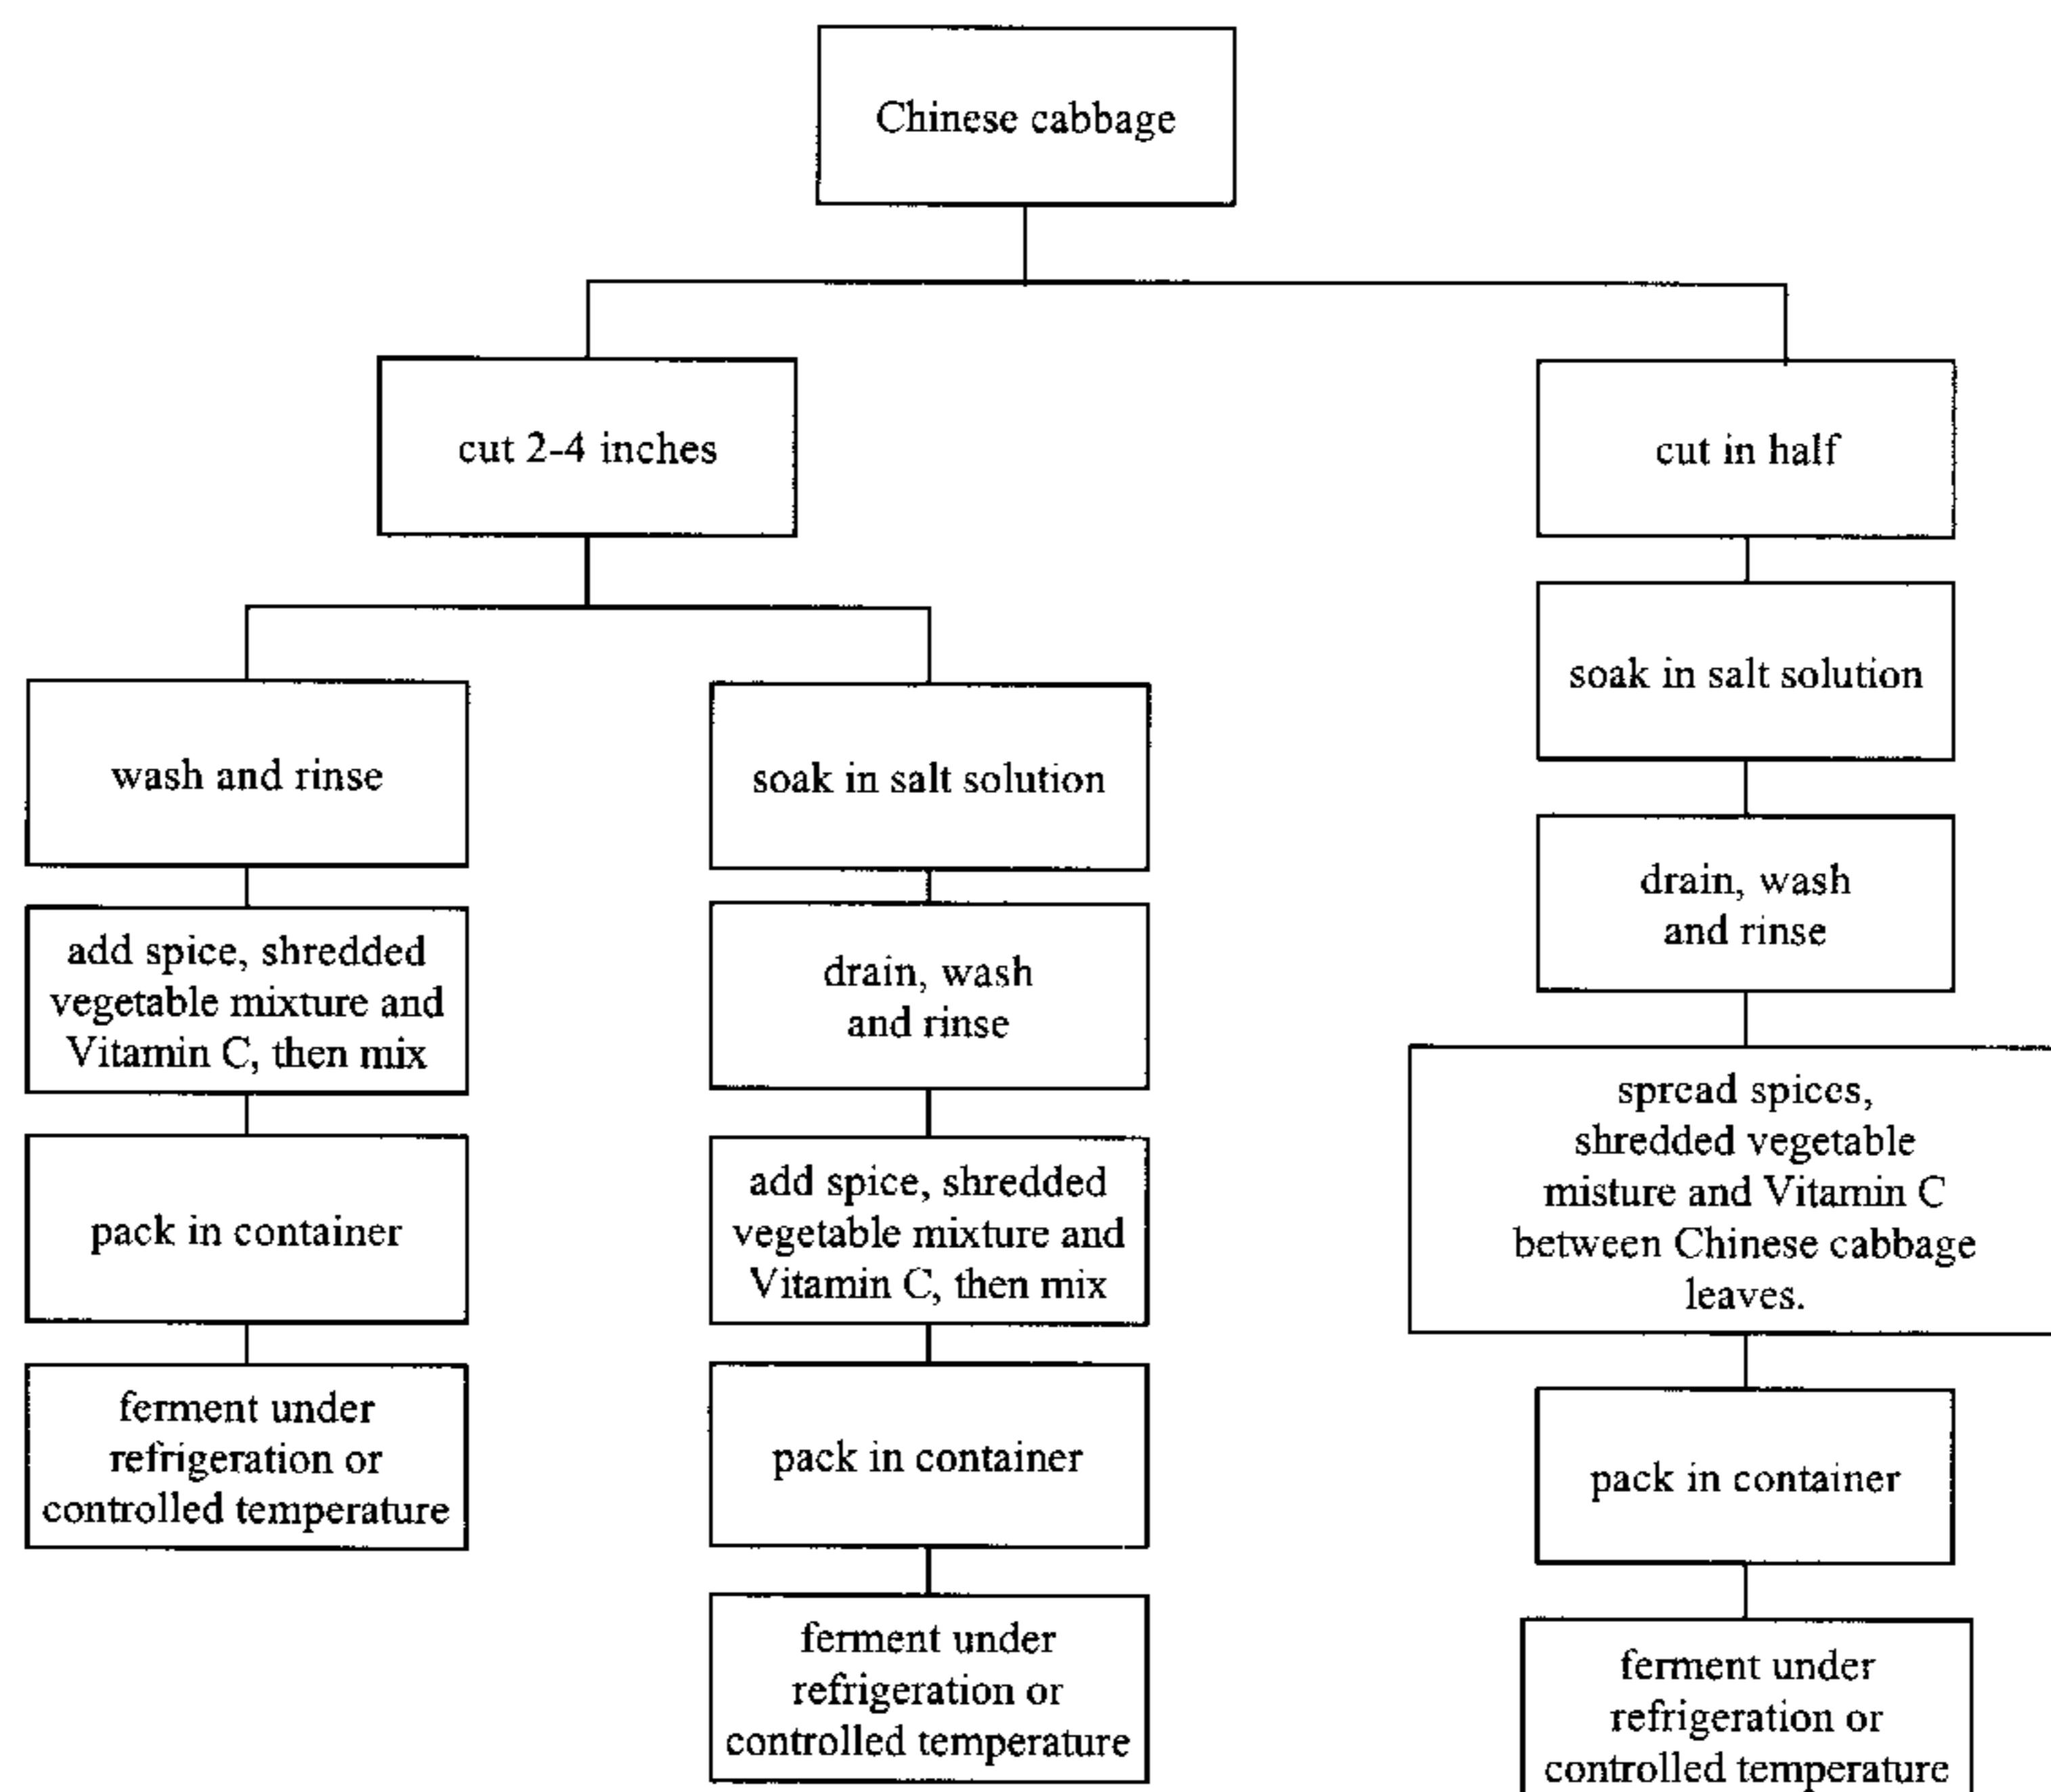 Chinese cabbage
cut 2-4 inches
cut in half
wash and rinse
add spice, shredded
vegetable mixture and
Vitamin C, then mix
pack in container
ferment under
refrigeration or
controlled temperature
soak in salt solution
drain, wash
and rinse
add spice, shredded
vegetable mixture and
Vitamin C, then mix
pack in container
ferment under
refrigeration or
controlled temperature
soak in salt solution
drain, wash
and rinse
spread spices,
shredded vegetable
misture and Vitamin C
between Chinese cabbage
leaves.
pack in container
ferment under
refrigeration or
controlled temperature